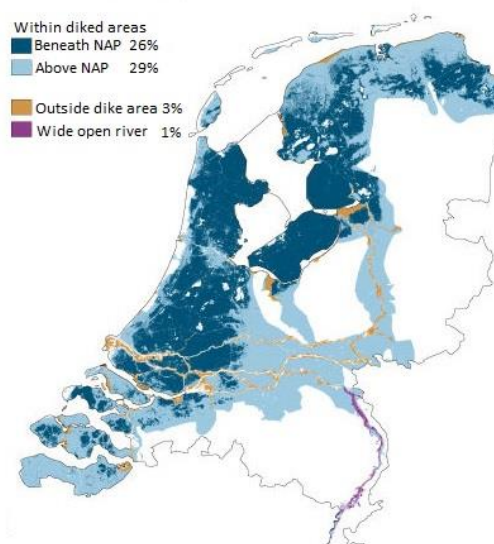 Within diked areas
Beneath NAP 26%
Above NAP 29%
Outside dike area 3%
Wide open river 1%